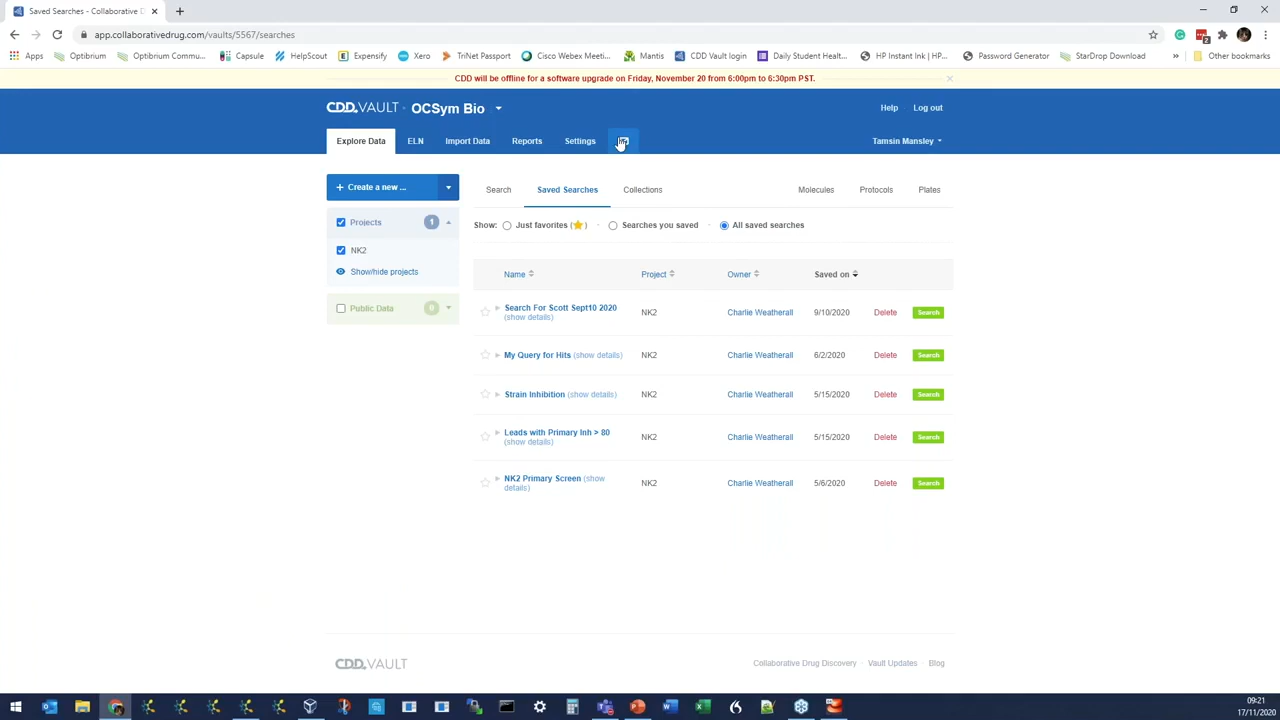 Saved Searches - Collaborative D
app.collaborativedrug.com/vaults/5567/searches
Apps Optibrium Optibrium Commu... Capsule HelpScout Expensify Xero TriNet Passport Cisco Webex Meeti... Mantis CDD Vault login Daily Student Healt... HP Instant Ink | HP... Password Generator StarDrop Download » Other bookmarks
CDD will be offline for a software upgrade on Friday, November 20 from 6:00pm to 6:30pm PST.
CDD.VAULT OCSym Bio Help Log out
Explore Data ELN Import Data Reports Settings Tamsin Mansley
+ Create a new ... Search Saved Searches Collections Molecules Protocols Plates
Projects 1 Show: Just favorites ( ) Searches you saved All saved searches
NK2
Show/hide projects Name Project Owner Saved on
Public Data
Search For Scott Sept10 2020 NK2 Charlie Weatherall 9/10/2020 Delete Search
(show details)
My Query for Hits (show details) NK2 Charlie Weatherall 6/2/2020 Delete Search
Strain Inhibition (show details) NK2 Charlie Weatherall 5/15/2020 Delete Search
Leads with Primary Inh > 80 NK2 Charlie Weatherall 5/15/2020 Delete Search
(show details)
NK2 Primary Screen (show NK2 Charlie Weatherall 5/6/2020 Delete Search
details)
CDD.VAULT Collaborative Drug Discovery · Vault Updates · Blog
09:21
17/11/2020